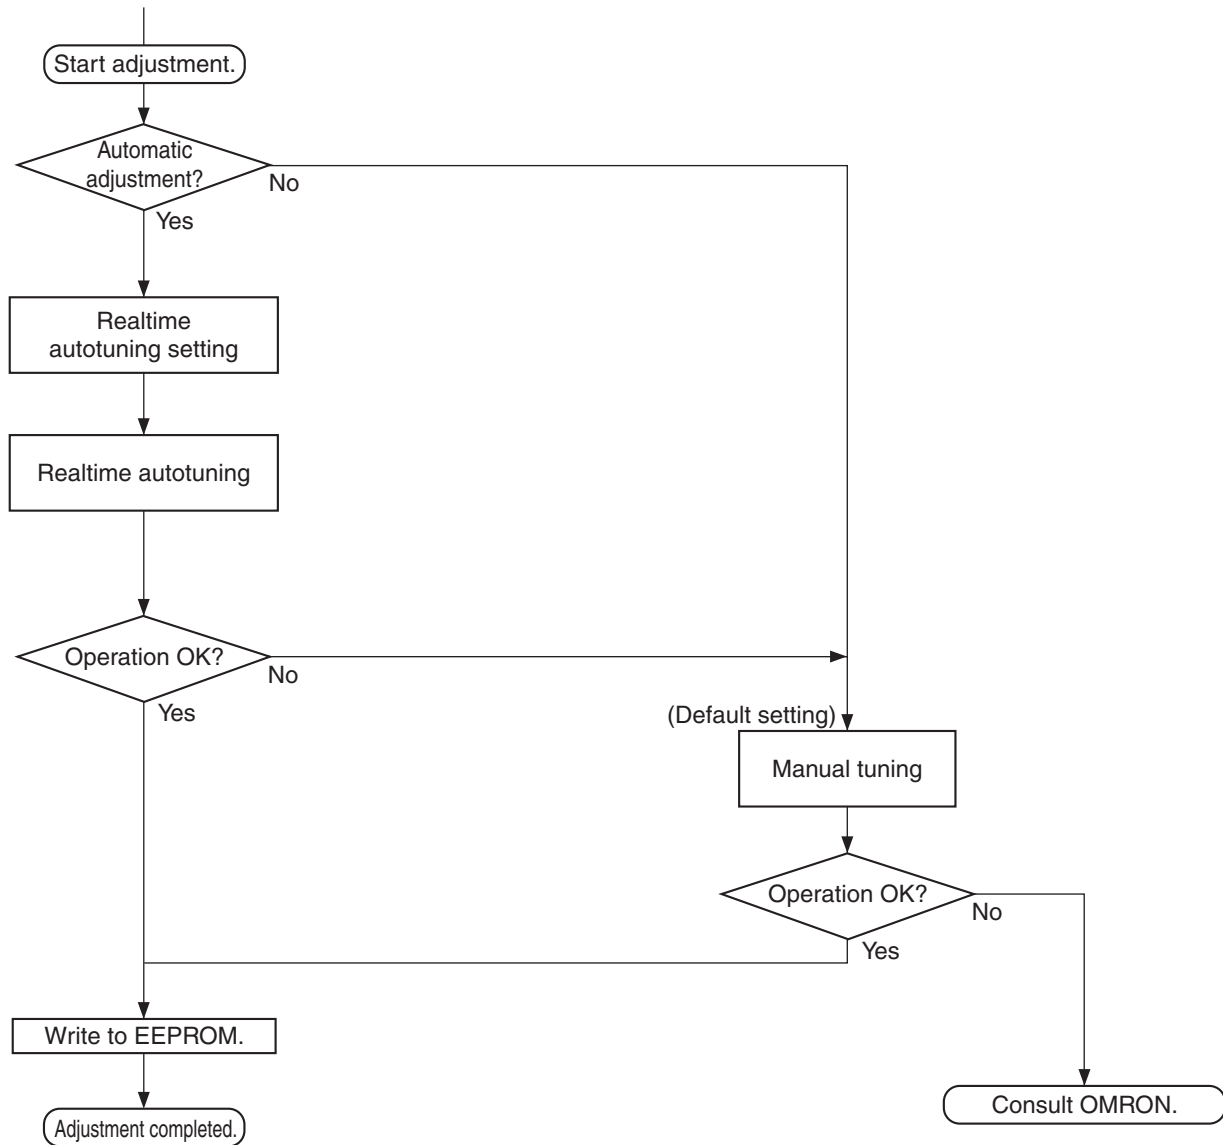 Start adjustment.
Automatic
adjustment?
No
Yes
Realtime
autotuning setting
Realtime autotuning
Operation OK?
No
Yes
(Default setting)
Manual tuning
Operation OK?
No
Yes
Write to EEPROM.
Adjustment completed.
Consult OMRON.